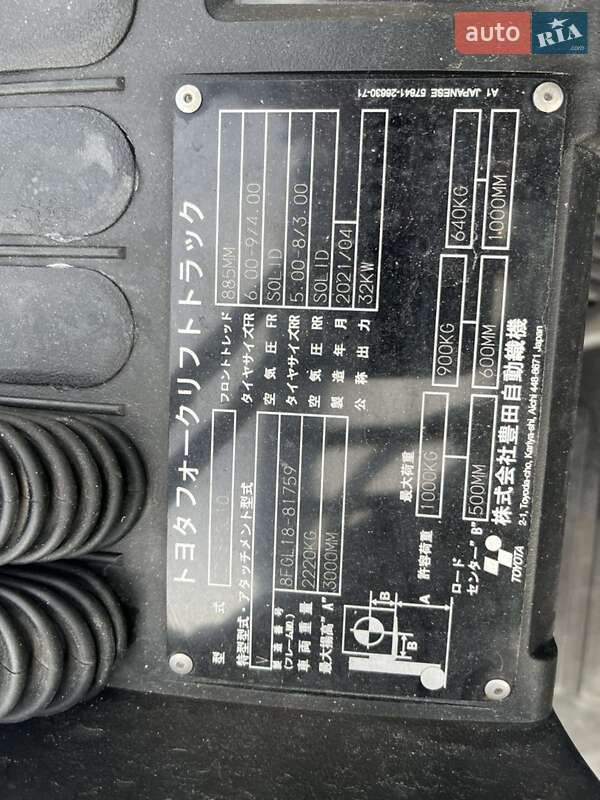 auto RIA.com
A1 JAPANESE 57841-26630-71
トヨタフォークリフトトラック
型式
フロントトレッド 885MM
特型型式・アタッチメント型式 V
タイヤサイズFR 6.00-9/4.00
空気圧 FR SOLID
製造番号(フレームNO.) 8FGL18-81759
タイヤサイズRR 5.00-8/3.00
車両重量 2220KG
空気圧 RR SOLID
最大揚高"A" 3000MM
製造年月 2021/04
公称出力 32KW
B
A
B
最大荷重
許容荷重 1000KG 900KG 640KG
ロードセンター"B" 500MM 600MM 1000MM
TOYOTA
株式会社豊田自動織機
2-1, Toyoda-cho, Kariya-shi, Aichi 448-8671, Japan